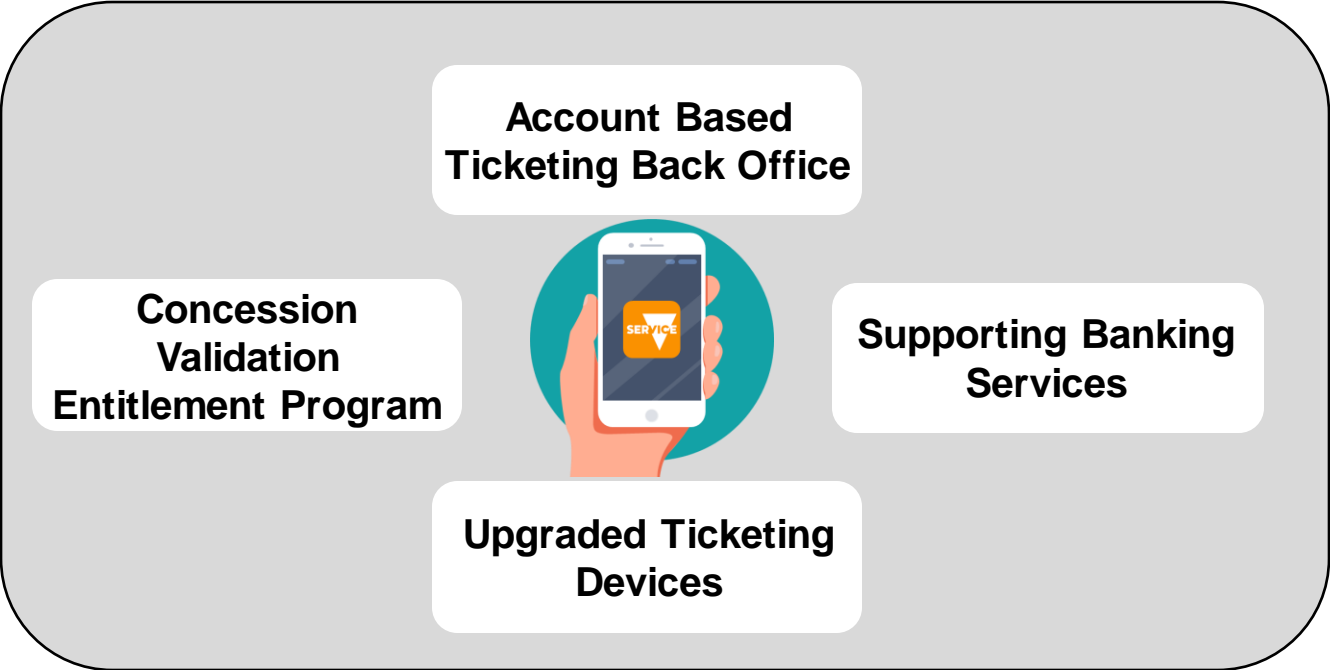 Account Based
Ticketing Back Office
Concession
Validation
Entitlement Program
SERVICE
Supporting Banking
Services
Upgraded Ticketing
Devices